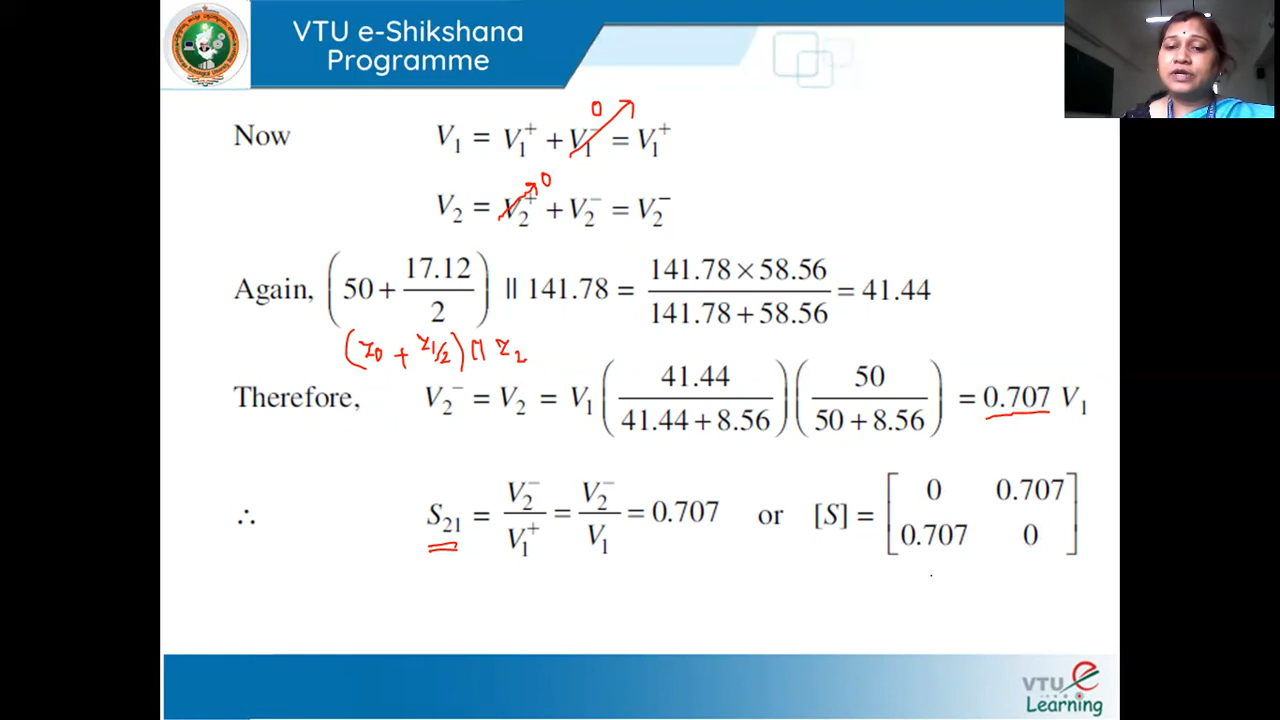 VTU e-Shikshana
Programme
0
Now V₁ = V₁⁺ + V₁⁻ = V₁⁺
0
V₂ = V₂⁺ + V₂⁻ = V₂⁻
Again, (50 + 17.12/2) || 141.78 = (141.78 × 58.56)/(141.78 + 58.56) = 41.44
(z₀ + z₁/2) || z₂
Therefore, V₂⁻ = V₂ = V₁ (41.44/(41.44 + 8.56)) (50/(50 + 8.56)) = 0.707 V₁
∴ S₂₁ = V₂⁻/V₁⁺ = V₂⁻/V₁ = 0.707 or [S] = [0 0.707; 0.707 0]
VTU e
Learning